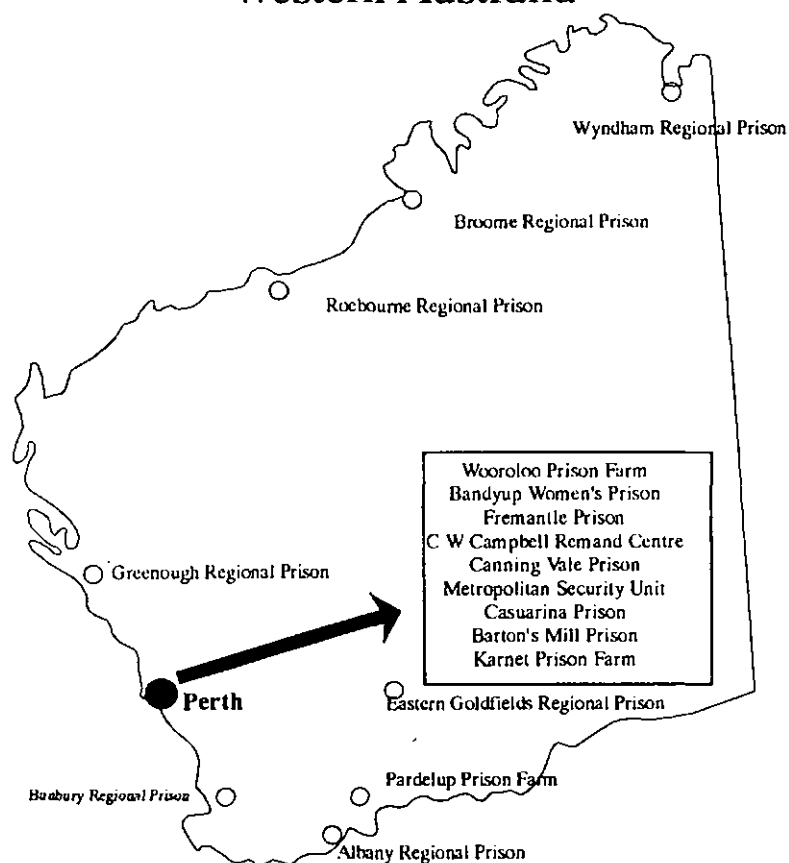 Western Australia
Wyndham Regional Prison
Broome Regional Prison
Roebourne Regional Prison
Wooroloo Prison Farm
Bandyup Women's Prison
Fremantle Prison
C W Campbell Remand Centre
Canning Vale Prison
Metropolitan Security Unit
Casuarina Prison
Barton's Mill Prison
Karnet Prison Farm
Greenough Regional Prison
Perth
Eastern Goldfields Regional Prison
Bunbury Regional Prison
Pardelup Prison Farm
Albany Regional Prison